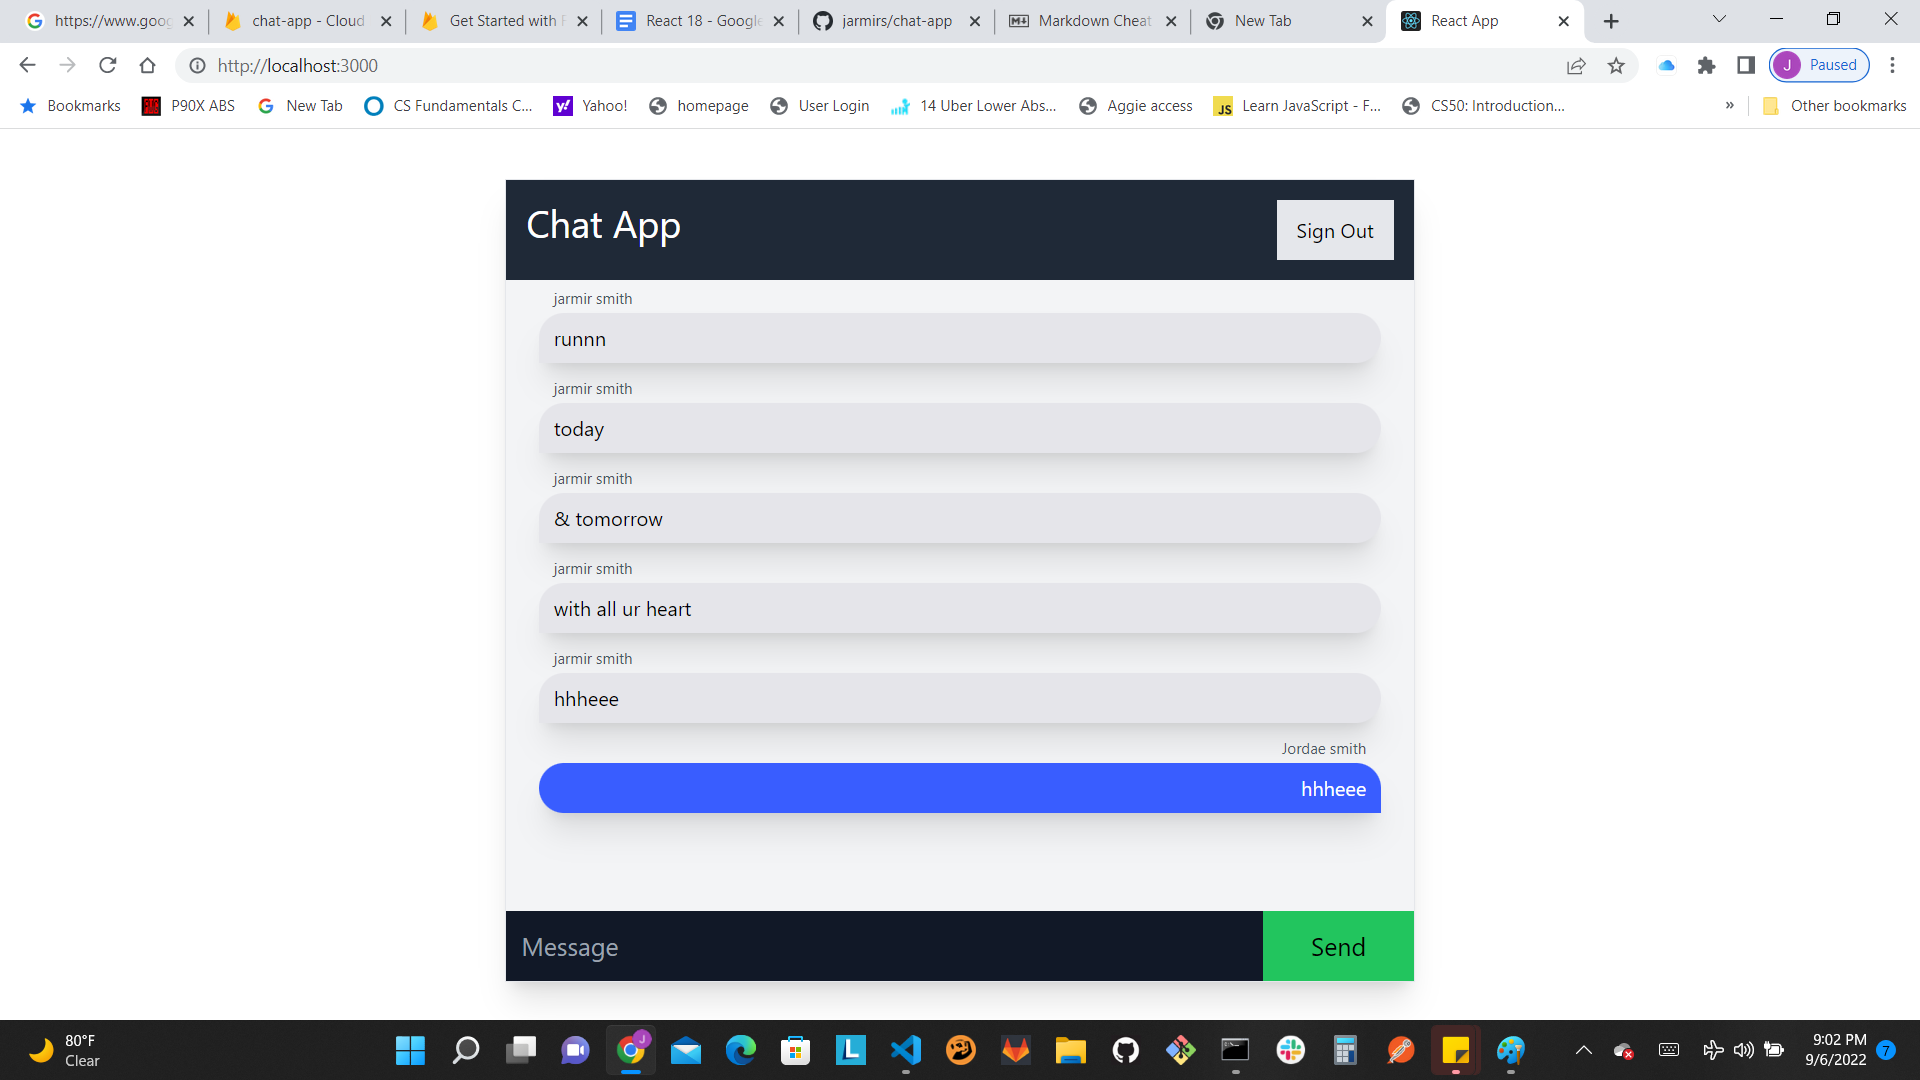 https://www.goog
chat-app - Cloud
Get Started with F
React 18 - Google
jarmirs/chat-app
Markdown Cheat
New Tab
React App
http://localhost:3000
J Paused
Bookmarks
P90X ABS
New Tab
CS Fundamentals C...
Yahoo!
homepage
User Login
14 Uber Lower Abs...
Aggie access
Learn JavaScript - F...
CS50: Introduction...
»
Other bookmarks
Chat App
Sign Out
jarmir smith
runnn
jarmir smith
today
jarmir smith
& tomorrow
jarmir smith
with all ur heart
jarmir smith
hhheee
Jordae smith
hhheee
Message
Send
80°F
Clear
9:02 PM
9/6/2022
7